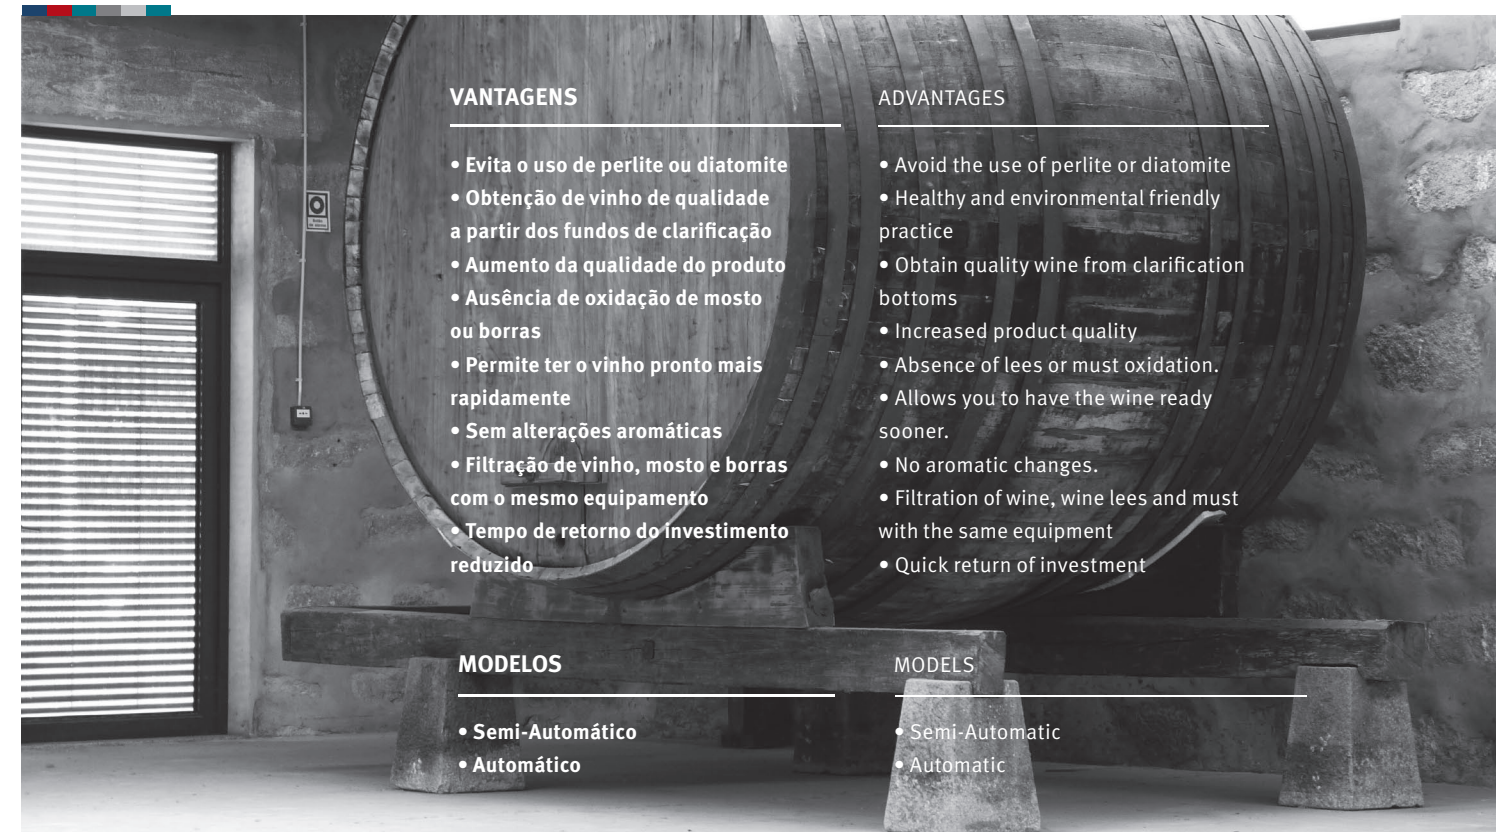 VANTAGENS
• Evita o uso de perlite ou diatomite
• Obtenção de vinho de qualidade
a partir dos fundos de clarificação
• Aumento da qualidade do produto
• Ausência de oxidação de mosto
ou borras
• Permite ter o vinho pronto mais
rapidamente
• Sem alterações aromáticas
• Filtração de vinho, mosto e borras
com o mesmo equipamento
• Tempo de retorno do investimento
reduzido
ADVANTAGES
• Avoid the use of perlite or diatomite
• Healthy and environmental friendly
practice
• Obtain quality wine from clarification
bottoms
• Increased product quality
• Absence of lees or must oxidation.
• Allows you to have the wine ready
sooner.
• No aromatic changes.
• Filtration of wine, wine lees and must
with the same equipment
• Quick return of investment
MODELOS
• Semi-Automático
• Automático
MODELS
• Semi-Automatic
• Automatic